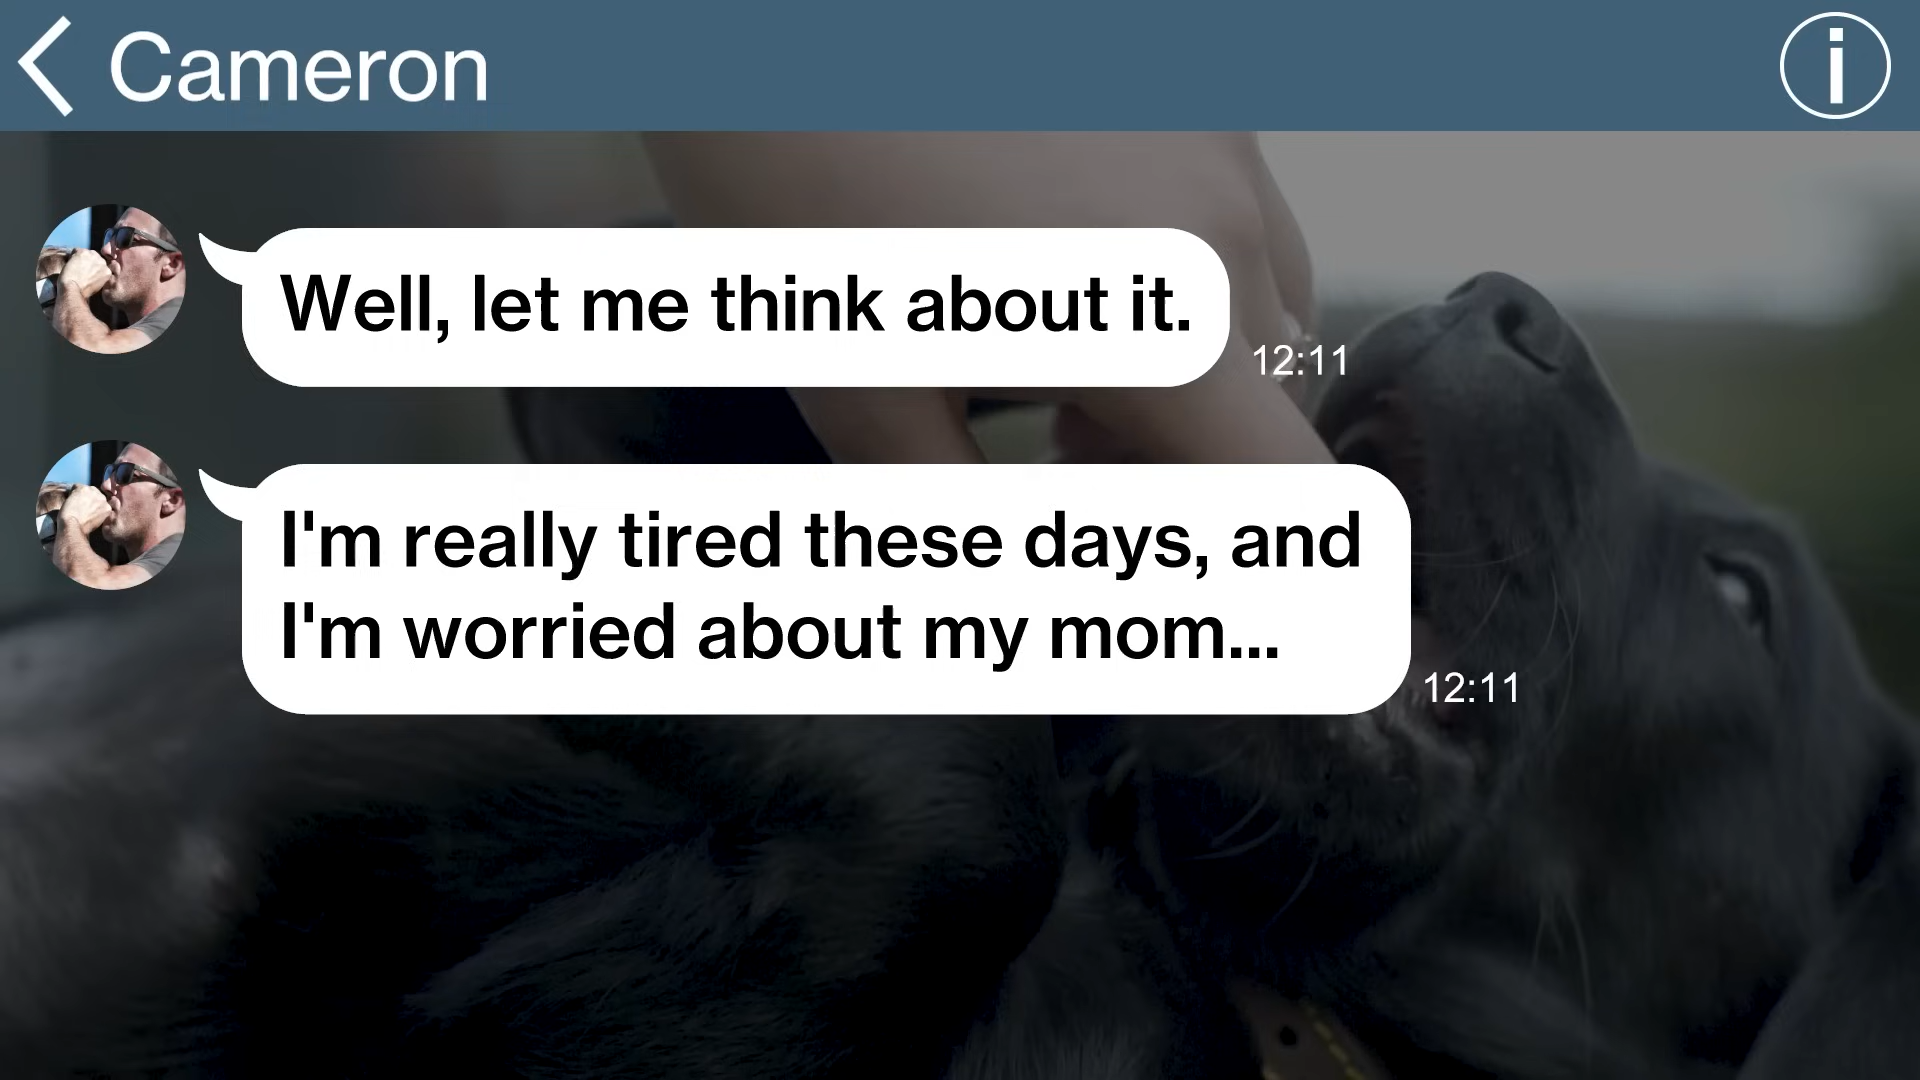 Cameron
Well, let me think about it.
12:11
I'm really tired these days, and
I'm worried about my mom...
12:11